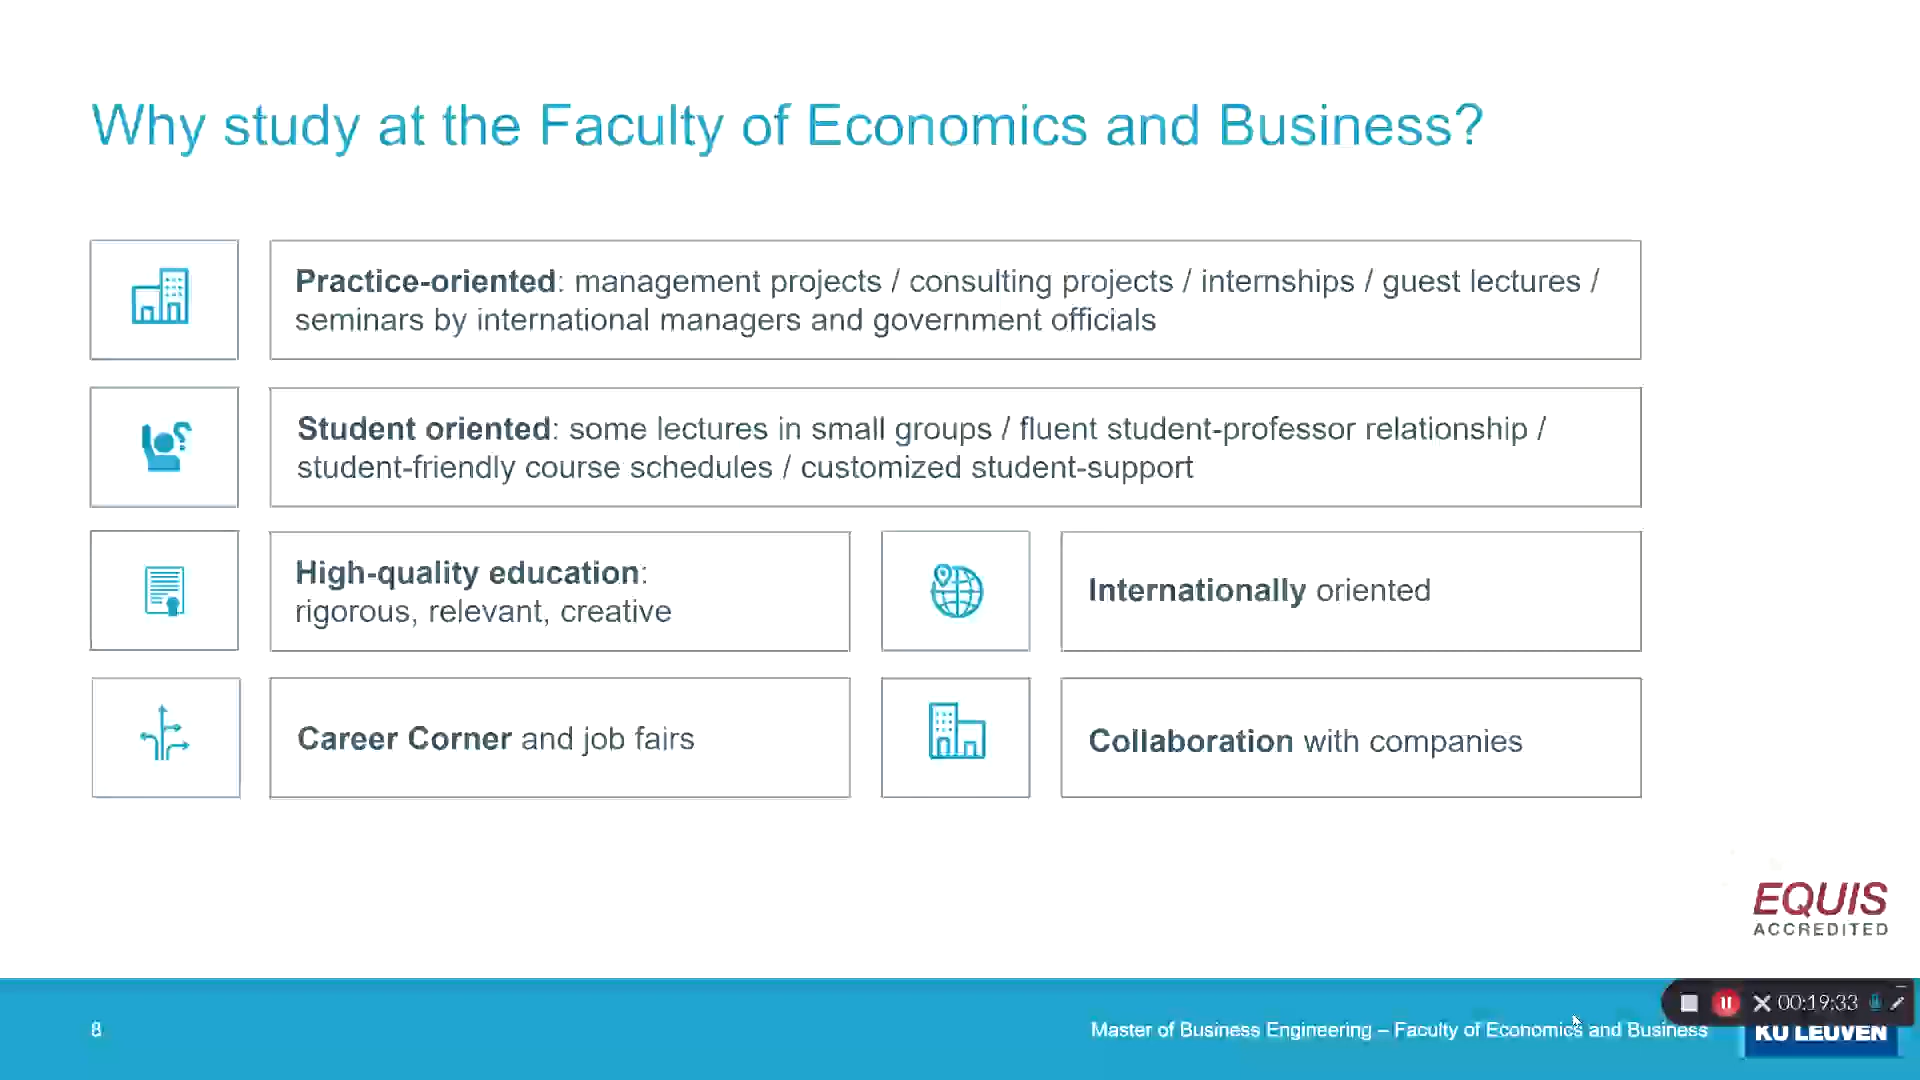 Why study at the Faculty of Economics and Business?
Practice-oriented: management projects / consulting projects / internships / guest lectures /
seminars by international managers and government officials
Student oriented: some lectures in small groups / fluent student-professor relationship /
student-friendly course schedules / customized student-support
High-quality education:
rigorous, relevant, creative
Internationally oriented
Career Corner and job fairs
Collaboration with companies
EQUIS
ACCREDITED
00:19:33
8
Master of Business Engineering – Faculty of Economics and Business
KU LEUVEN